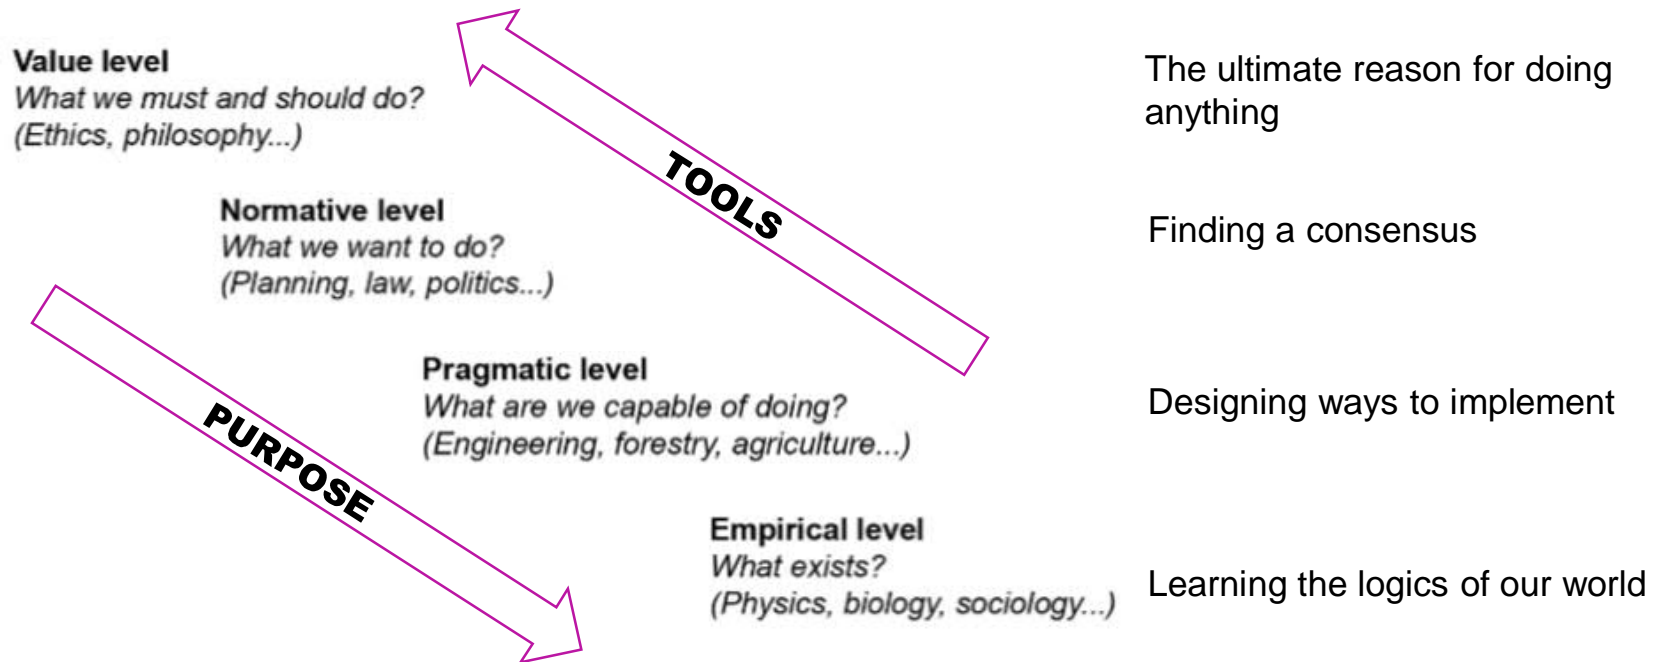 Value level
What we must and should do?
(Ethics, philosophy...)
The ultimate reason for doing
anything
TOOLS
Normative level
What we want to do?
(Planning, law, politics...)
Finding a consensus
PURPOSE
Pragmatic level
What are we capable of doing?
(Engineering, forestry, agriculture...)
Designing ways to implement
Empirical level
What exists?
(Physics, biology, sociology...)
Learning the logics of our world